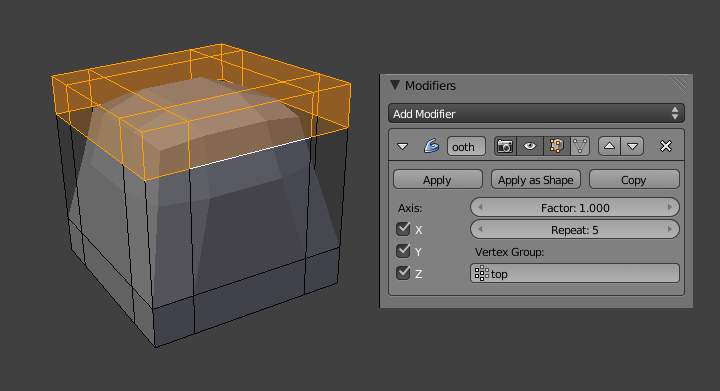 Modifiers
Add Modifier
ooth
Apply
Apply as Shape
Copy
Axis:
Factor: 1.000
X
Repeat: 5
Y
Vertex Group:
Z
top